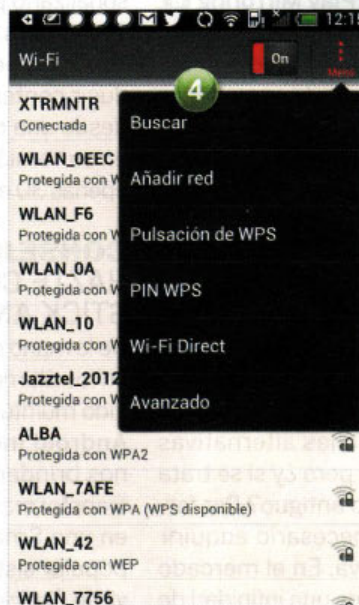 12:15
Wi-Fi
On
Menú
4
XTRMNTR
Conectada
WLAN_0EEC
Protegida con W
WLAN_F6
Protegida con W
WLAN_0A
Protegida con W
WLAN_10
Protegida con W
Jazztel_2012
Protegida con W
ALBA
Protegida con WPA2
WLAN_7AFE
Protegida con WPA (WPS disponible)
WLAN_42
Protegida con WEP
WLAN_7756
Buscar
Añadir red
Pulsación de WPS
PIN WPS
Wi-Fi Direct
Avanzado